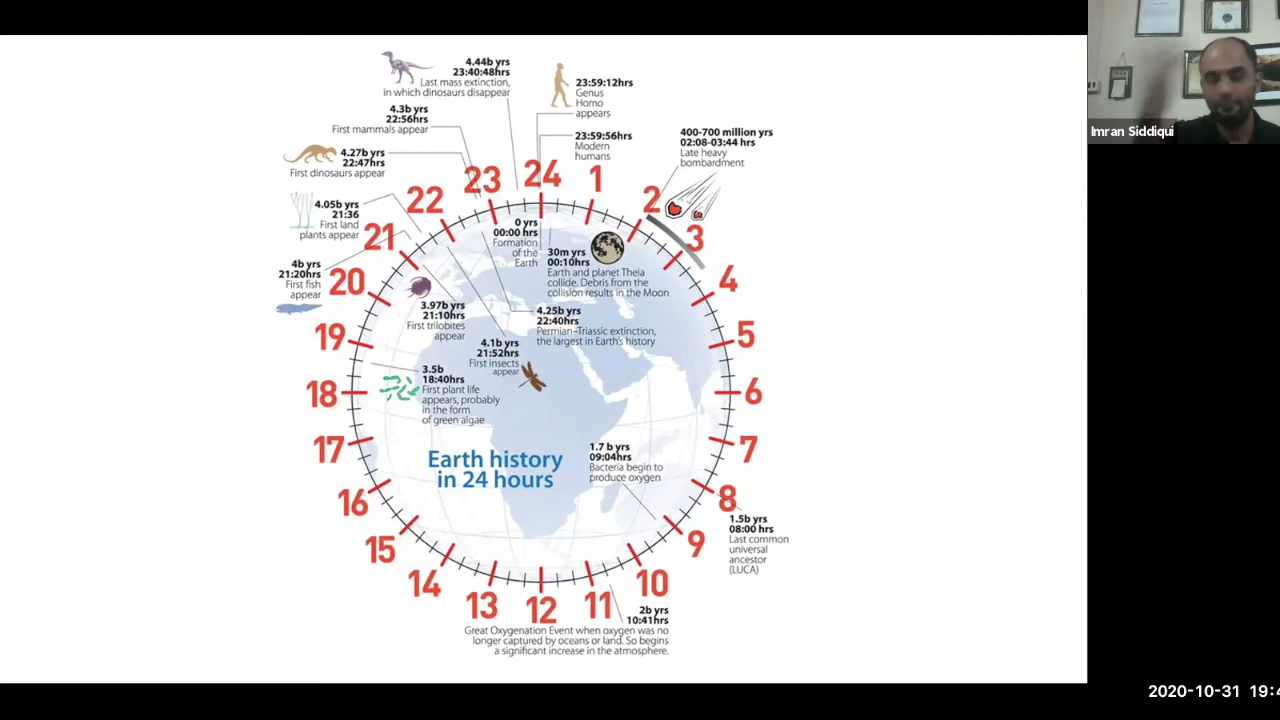 4.44b yrs
23:40:48hrs
Last mass extinction,
in which dinosaurs disappear
4.3b yrs
22:56hrs
First mammals appear
4.27b yrs
22:47hrs
First dinosaurs appear
4.05b yrs
21:36
First land
plants appear
4b yrs
21:20hrs
First fish
appear
23:59:12hrs
Genus
Homo
appears
23:59:56hrs
Modern
humans
400-700 million yrs
02:08-03:44 hrs
Late heavy
bombardment
24
1
2
3
4
5
6
7
8
9
10
11
12
13
14
15
16
17
18
19
20
21
22
23
0 yrs
00:00 hrs
Formation
of the
Earth
30m yrs
00:10hrs
Earth and planet Theia
collide. Debris from the
collision results in the Moon
3.97b yrs
21:10hrs
First trilobites
appear
4.25b yrs
22:40hrs
Permian-Triassic extinction,
the largest in Earth's history
4.1b yrs
21:52hrs
First insects
appear
3.5b
18:40hrs
First plant life
appears, probably
in the form
of green algae
Earth history
in 24 hours
1.7 b yrs
09:04hrs
Bacteria begin to
produce oxygen
1.5b yrs
08:00 hrs
Last common
universal
ancestor
(LUCA)
2b yrs
10:41hrs
Great Oxygenation Event when oxygen was no
longer captured by oceans or land. So begins
a significant increase in the atmosphere.
Imran Siddiqui
2020-10-31 19:4